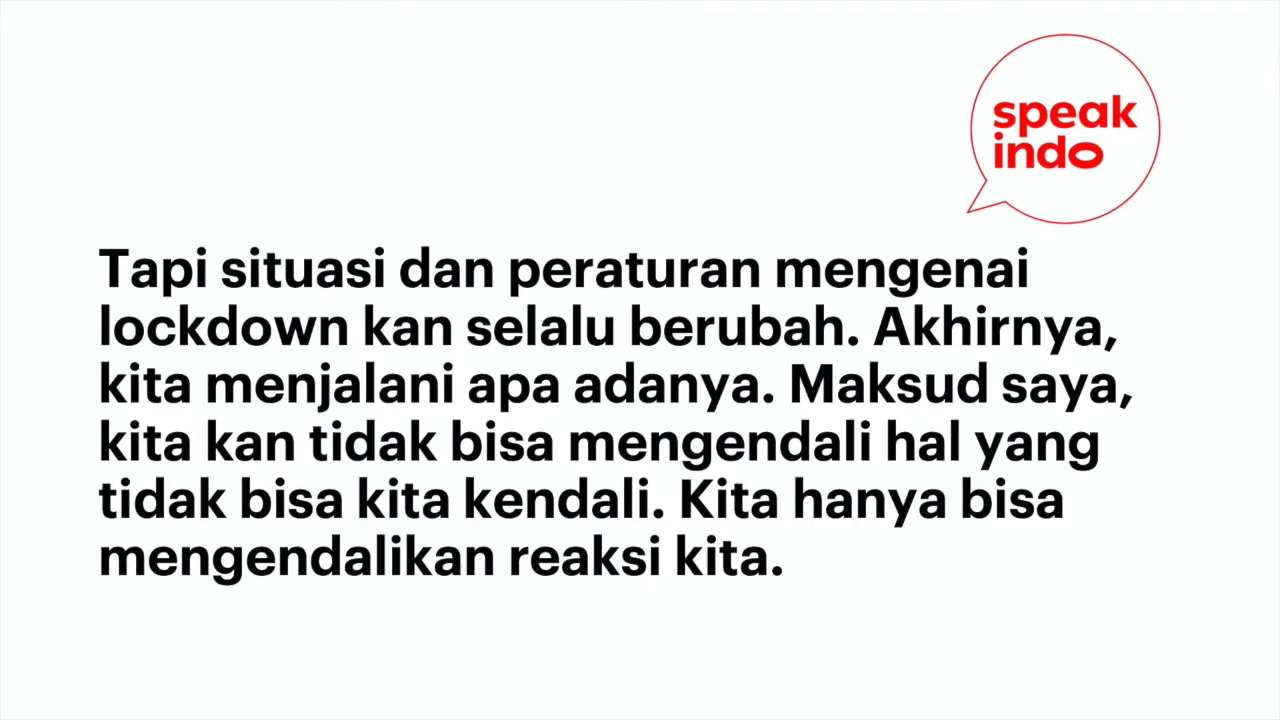 speak
indo
Tapi situasi dan peraturan mengenai
lockdown kan selalu berubah. Akhirnya,
kita menjalani apa adanya. Maksud saya,
kita kan tidak bisa mengendali hal yang
tidak bisa kita kendali. Kita hanya bisa
mengendalikan reaksi kita.